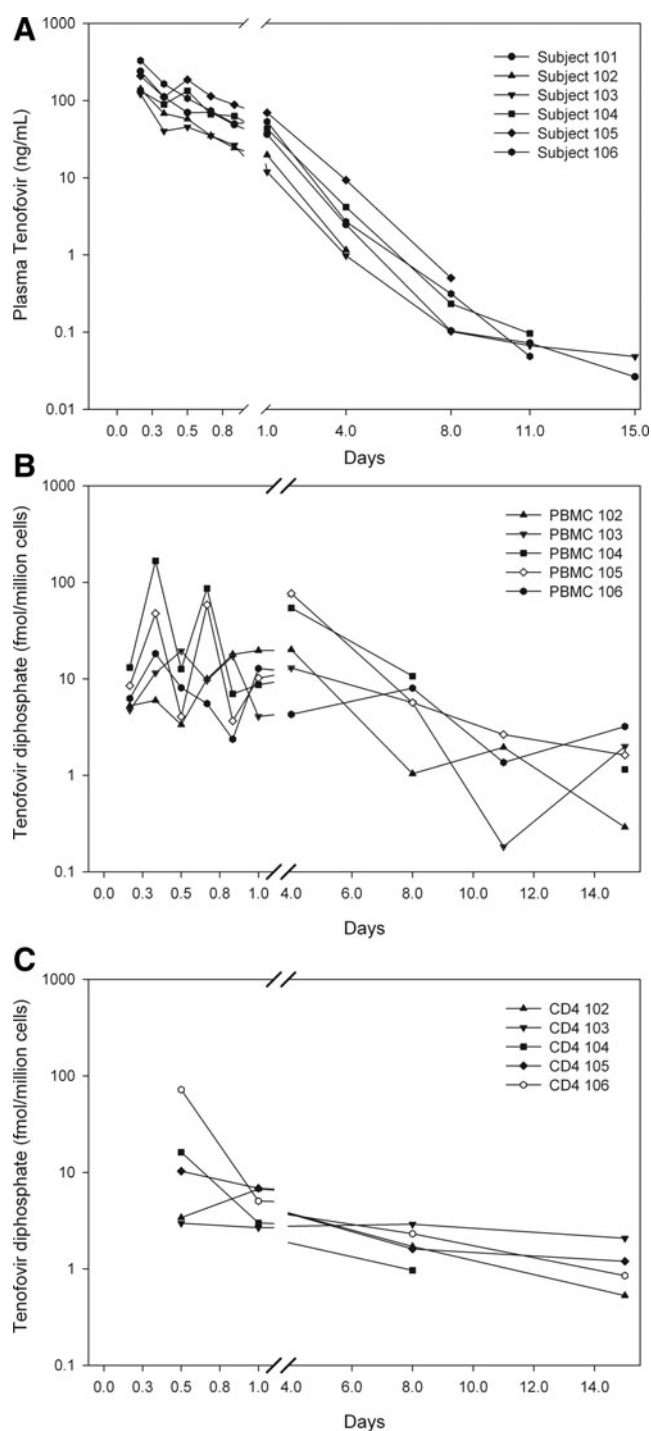 A
Plasma Tenofovir (ng/mL)
1000
100
10
1
0.1
0.01
Subject 101
Subject 102
Subject 103
Subject 104
Subject 105
Subject 106
0.0 0.3 0.5 0.8 1.0 4.0 8.0 11.0 15.0
Days
B
Tenofovir diphosphate (fmol/million cells)
1000
100
10
1
0.1
PBMC 102
PBMC 103
PBMC 104
PBMC 105
PBMC 106
0.0 0.3 0.5 0.8 1.0 4.0 6.0 8.0 10.0 12.0 14.0
Days
C
Tenofovir diphosphate (fmol/million cells)
1000
100
10
1
0.1
CD4 102
CD4 103
CD4 104
CD4 105
CD4 106
0.0 0.3 0.5 0.8 1.0 4.0 6.0 8.0 10.0 12.0 14.0
Days